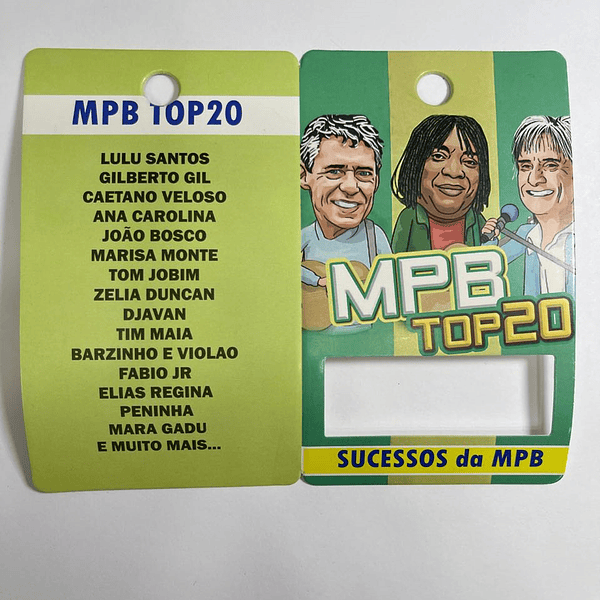 MPB TOP20
LULU SANTOS
GILBERTO GIL
CAETANO VELOSO
ANA CAROLINA
JOÃO BOSCO
MARISA MONTE
TOM JOBIM
ZELIA DUNCAN
DJAVAN
TIM MAIA
BARZINHO E VIOLAO
FABIO JR
ELIAS REGINA
PENINHA
MARA GADU
E MUITO MAIS...
MPB
TOP20
SUCESSOS da MPB